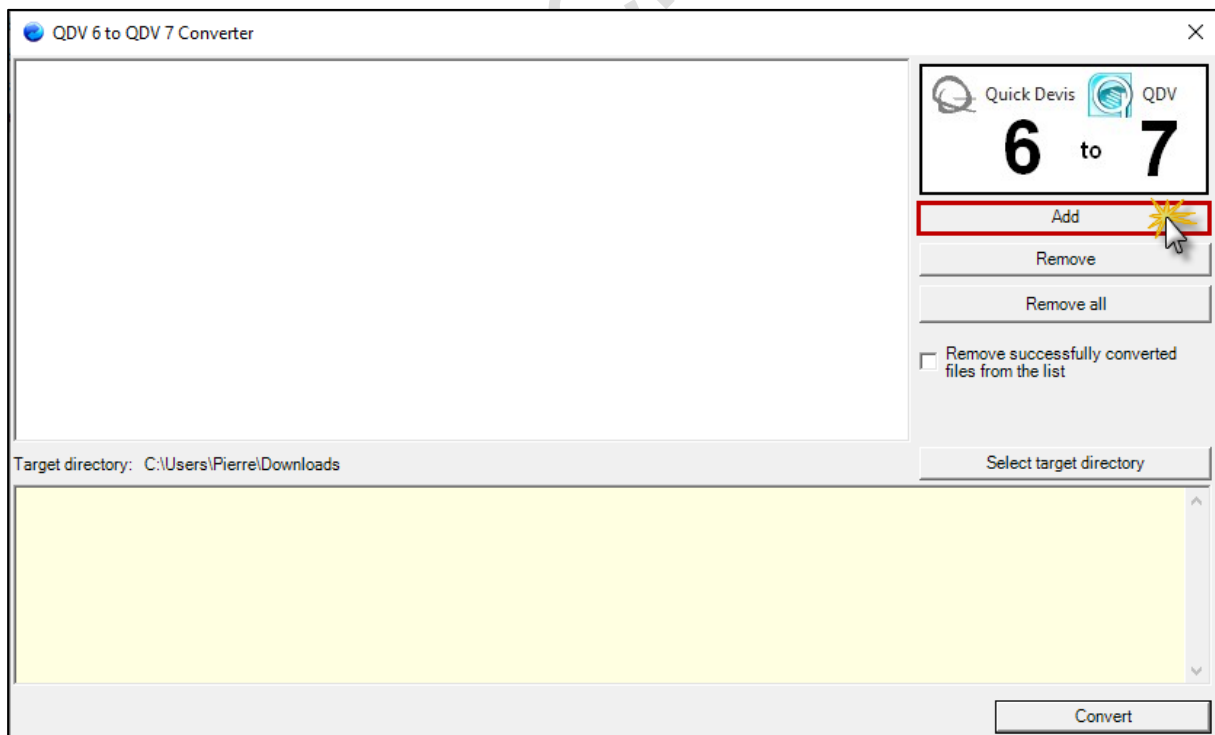 QDV 6 to QDV 7 Converter
Quick Devis QDV
6 to 7
Add
Remove
Remove all
Remove successfully converted
files from the list
Target directory: C:\Users\Pierre\Downloads
Select target directory
Convert